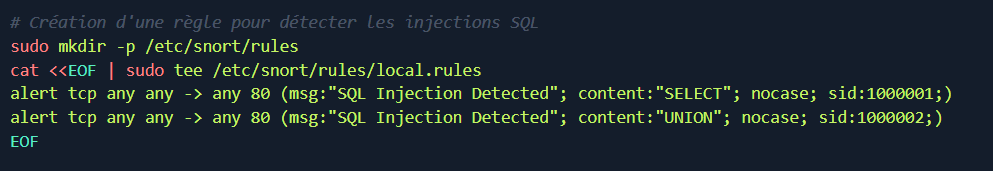 # Création d'une règle pour détecter les injections SQL
sudo mkdir -p /etc/snort/rules
cat <<EOF | sudo tee /etc/snort/rules/local.rules
alert tcp any any -> any 80 (msg:"SQL Injection Detected"; content:"SELECT"; nocase; sid:1000001;)
alert tcp any any -> any 80 (msg:"SQL Injection Detected"; content:"UNION"; nocase; sid:1000002;)
EOF